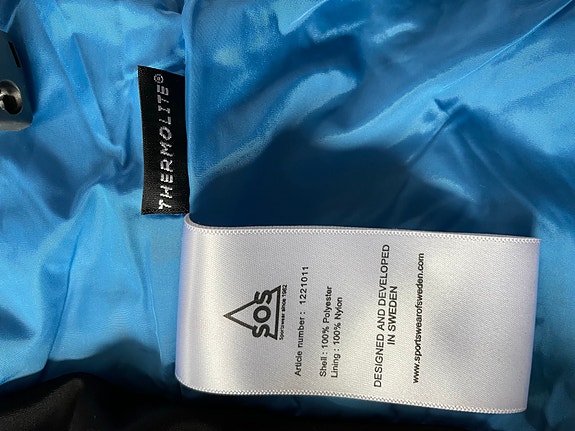 THERMOLITE®
SOS
Sportswear since 1982
Article number : 1221011
Shell : 100% Polyester
Lining : 100% Nylon
DESIGNED AND DEVELOPED
IN SWEDEN
www.sportswearofsweden.com